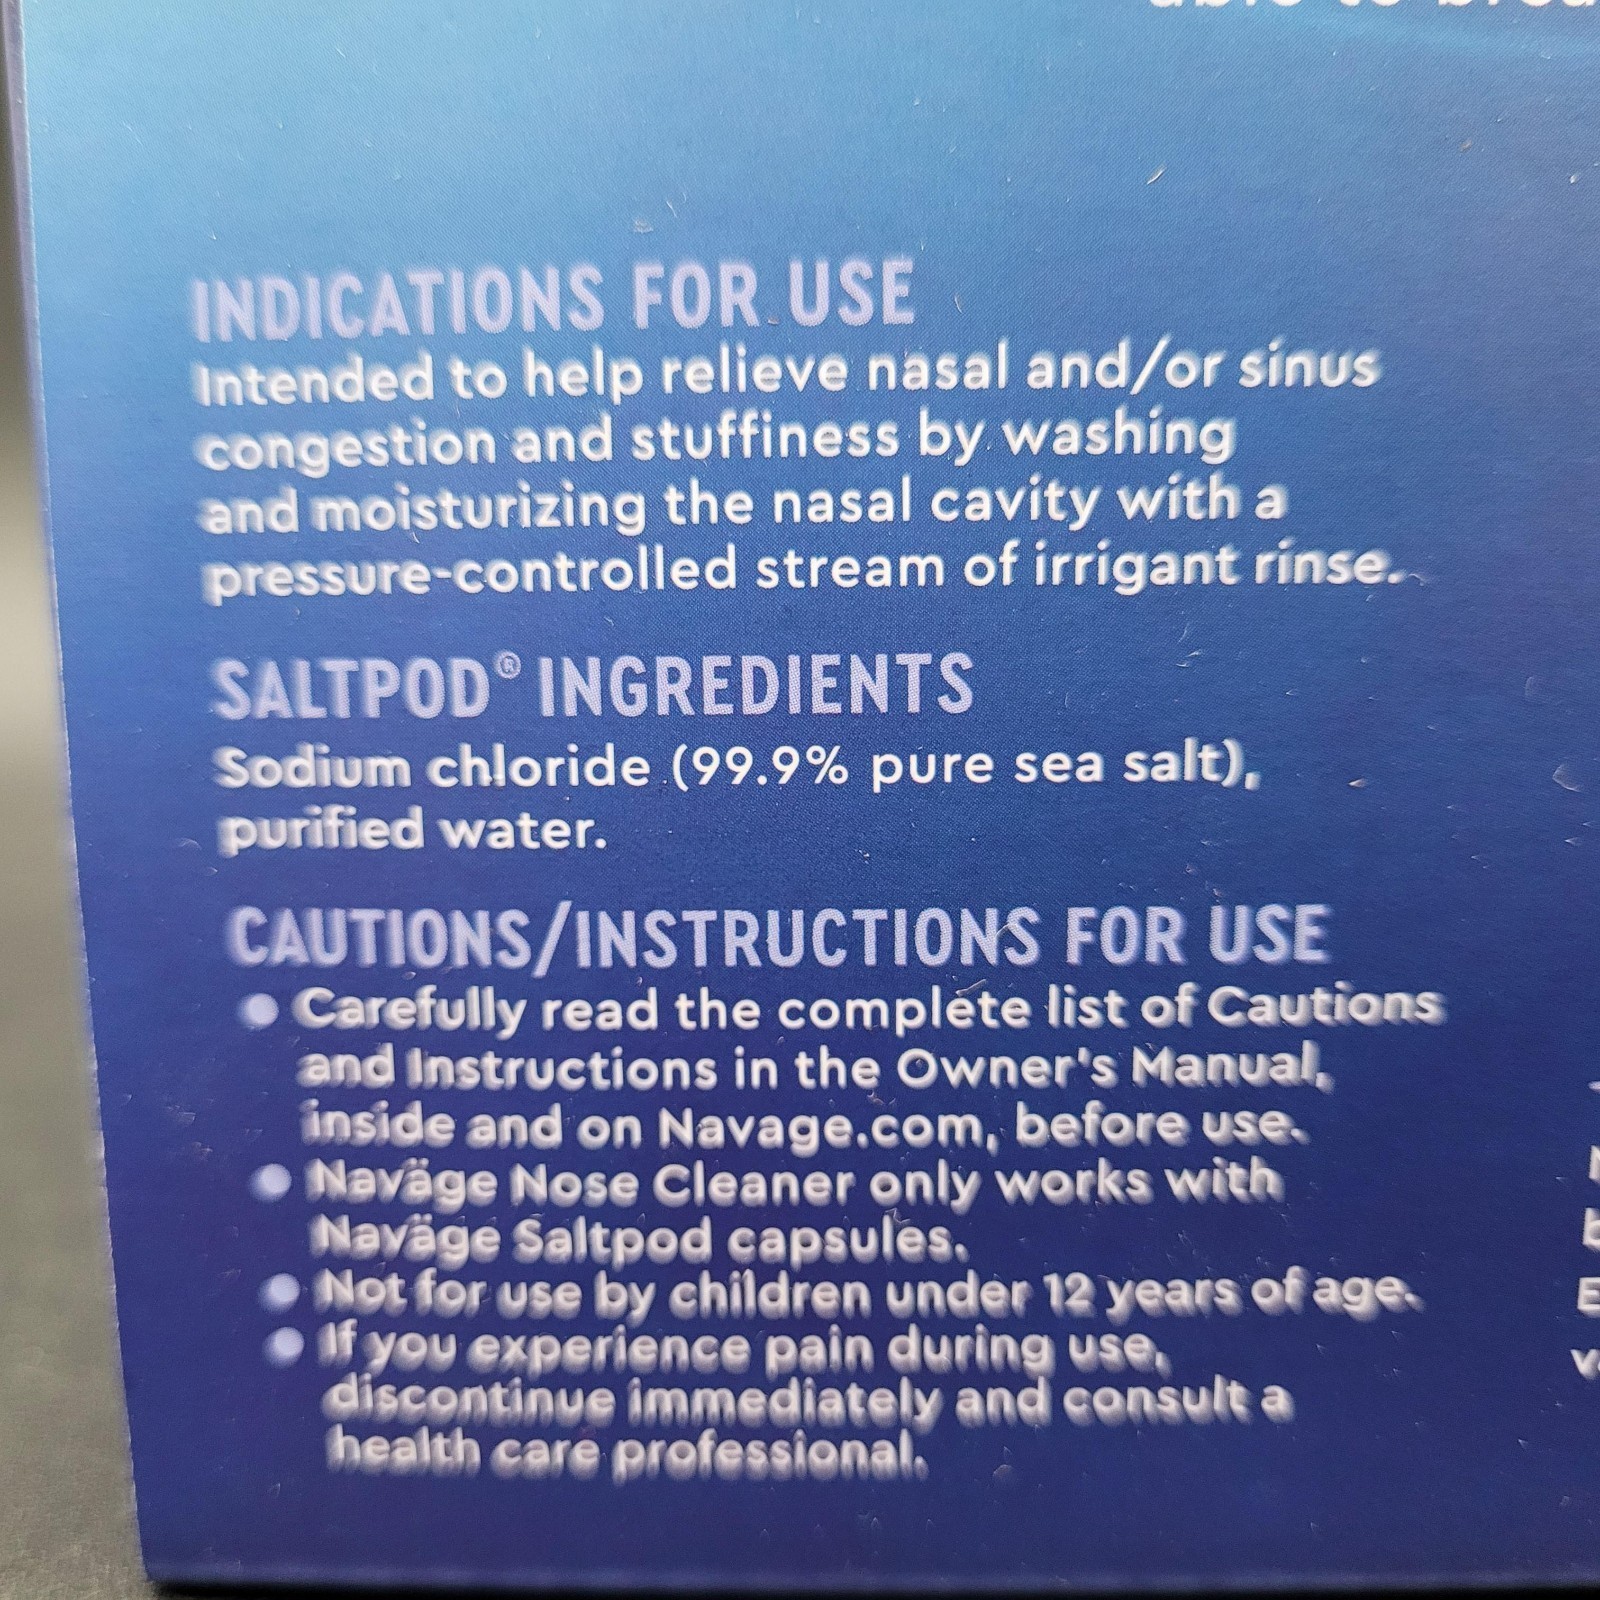 able to
INDICATIONS FOR USE
Intended to help relieve nasal and/or sinus
congestion and stuffiness by washing
and moisturizing the nasal cavity with a
pressure-controlled stream of irrigant rinse.
SALTPOD® INGREDIENTS
Sodium chloride (99.9% pure sea salt),
purified water.
CAUTIONS/INSTRUCTIONS FOR USE
• Carefully read the complete list of Cautions
and Instructions in the Owner's Manual,
inside and on Navage.com, before use.
• Naväge Nose Cleaner only works with
Naväge Saltpod capsules.
• Not for use by children under 12 years of age.
• If you experience pain during use,
discontinue immediately and consult a
health care professional.